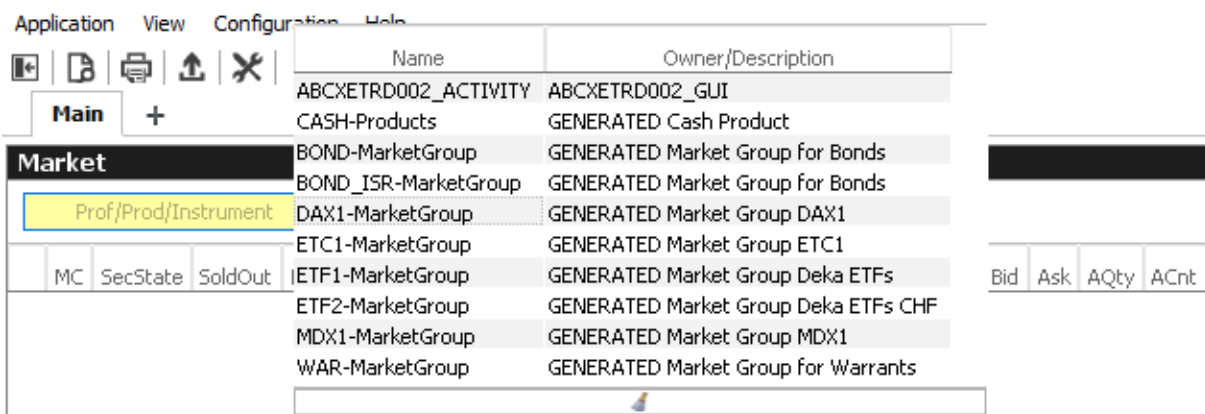 Application View Configuration Help
Main +
Market
Prof/Prod/Instrument
MC SecState SoldOut Bid Ask AQty ACnt
Name Owner/Description
ABCXETRD002_ACTIVITY ABCXETRD002_GUI
CASH-Products GENERATED Cash Product
BOND-MarketGroup GENERATED Market Group for Bonds
BOND_ISR-MarketGroup GENERATED Market Group for Bonds
DAX1-MarketGroup GENERATED Market Group DAX1
ETC1-MarketGroup GENERATED Market Group ETC1
ETF1-MarketGroup GENERATED Market Group Deka ETFs
ETF2-MarketGroup GENERATED Market Group Deka ETFs CHF
MDX1-MarketGroup GENERATED Market Group MDX1
WAR-MarketGroup GENERATED Market Group for Warrants